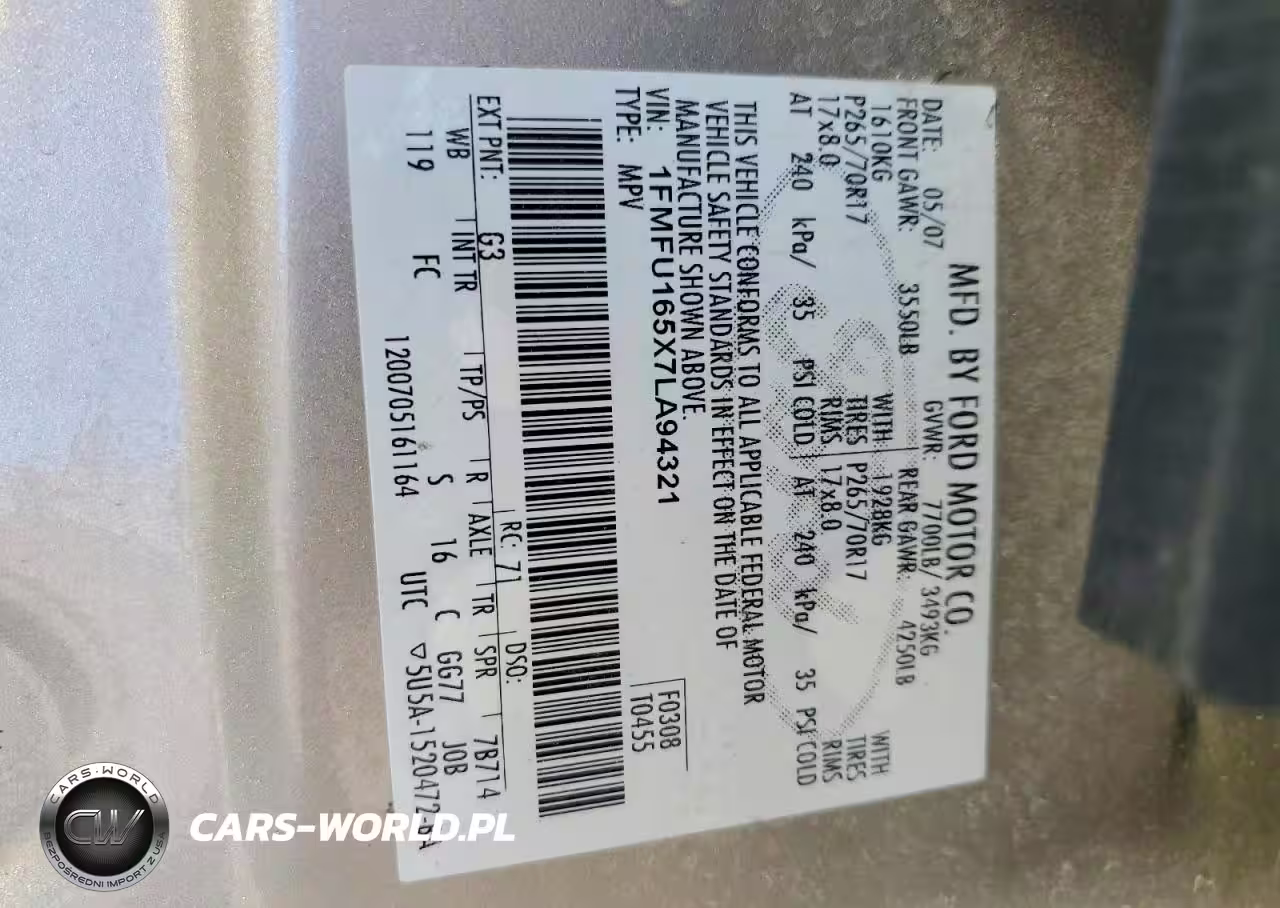 MFD. BY FORD MOTOR CO.
DATE: 05/07 GVWR: 7700LB/ 3493KG
FRONT GAWR: 3550LB REAR GAWR: 4250LB
1610KG WITH 1928KG WITH
P265/70R17 TIRES P265/70R17 TIRES
17x8.0 RIMS 17x8.0 RIMS
AT 240 kPa/ 35 PSI COLD AT 240 kPa/ 35 PSI COLD
THIS VEHICLE CONFORMS TO ALL APPLICABLE FEDERAL MOTOR
VEHICLE SAFETY STANDARDS IN EFFECT ON THE DATE OF
MANUFACTURE SHOWN ABOVE.
VIN: 1FMFU165X7LA94321
TYPE: MPV
F0308
T0455
EXT PNT: G3 RC: 71 DSO:
WB INT TR TP/PS R AXLE TR SPR 7B714
119 FC S 16 C GG77 JOB
1200705161164 UTC ▽5U5A-1520472-BA
CARS-WORLD
CW
BEZPOŚREDNI IMPORT Z USA
CARS-WORLD.PL